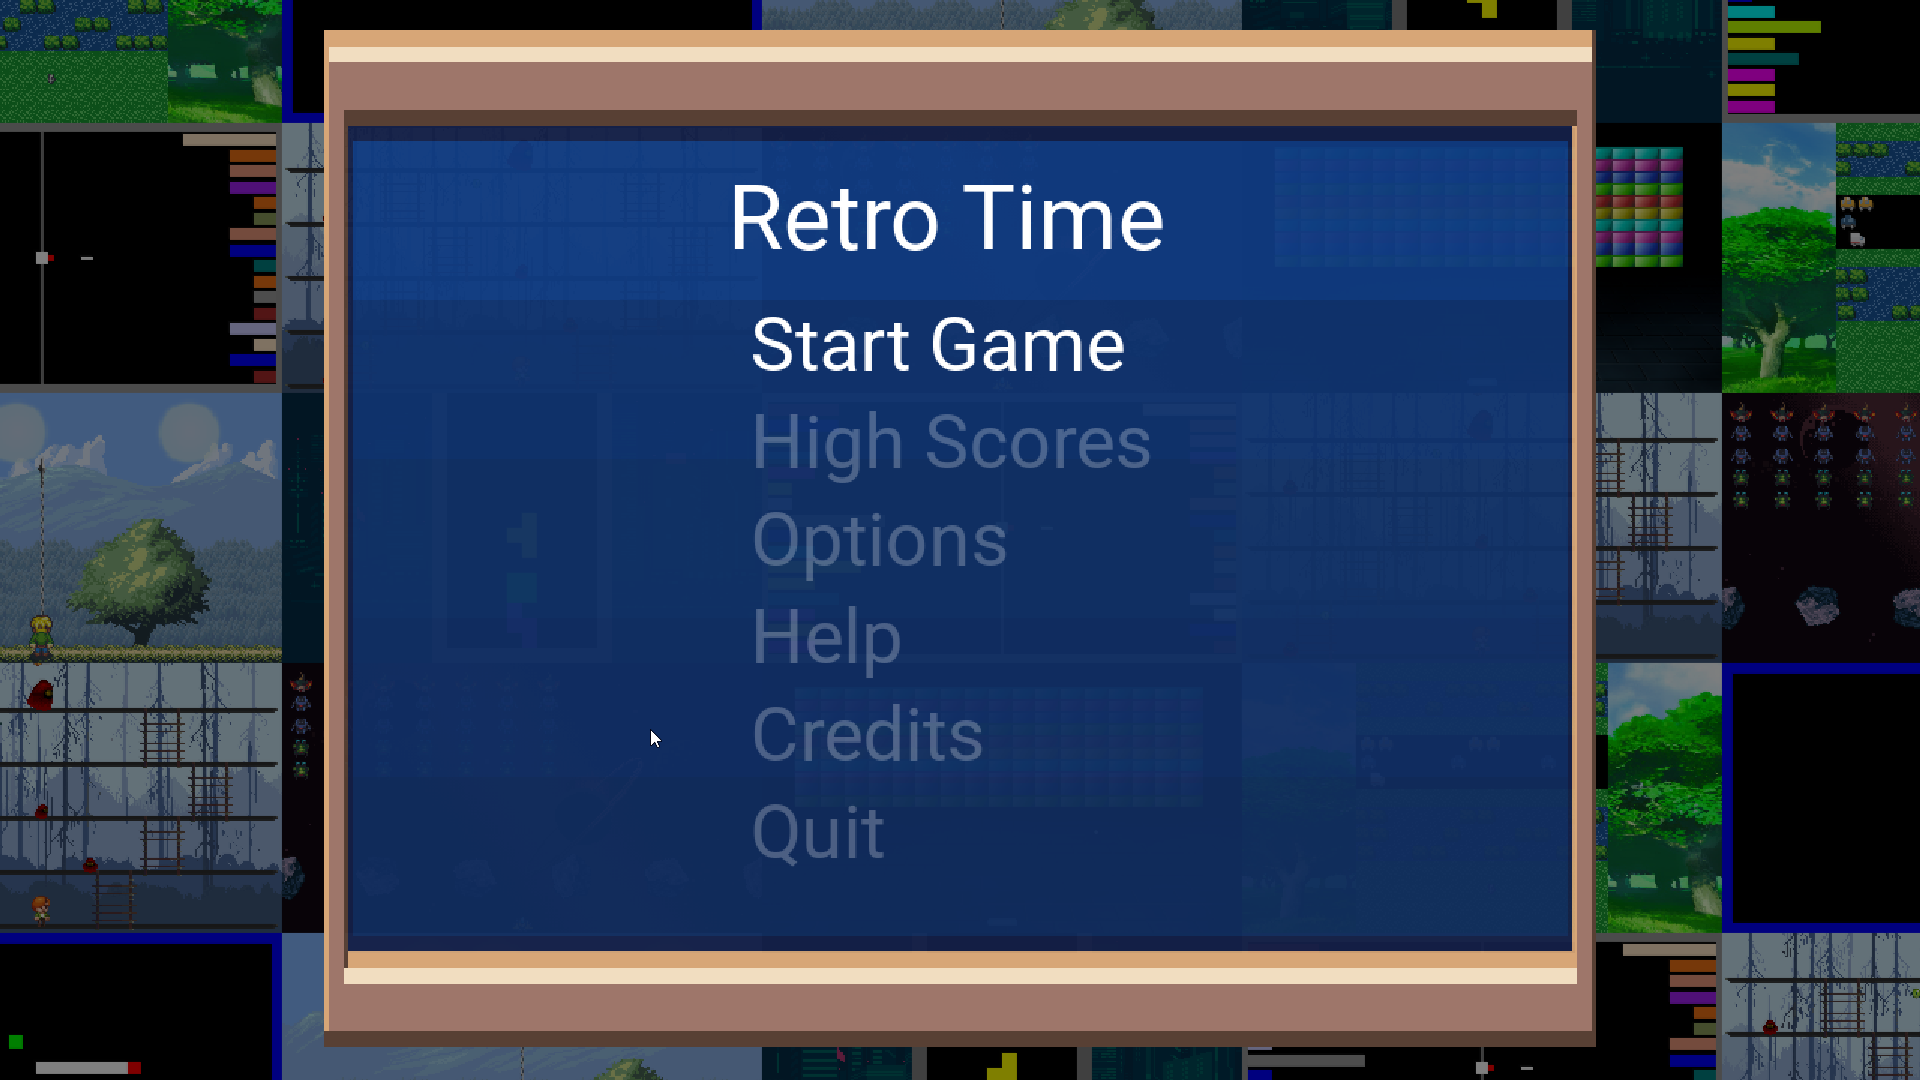 Retro Time
Start Game
High Scores
Options
Help
Credits
Quit